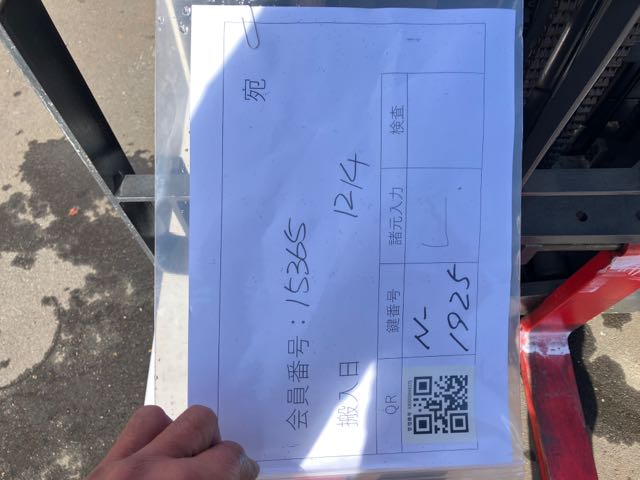 宛
会員番号：15365
搬入日 12/4
QR 鍵番号 諸元入力 検査
N-
1925